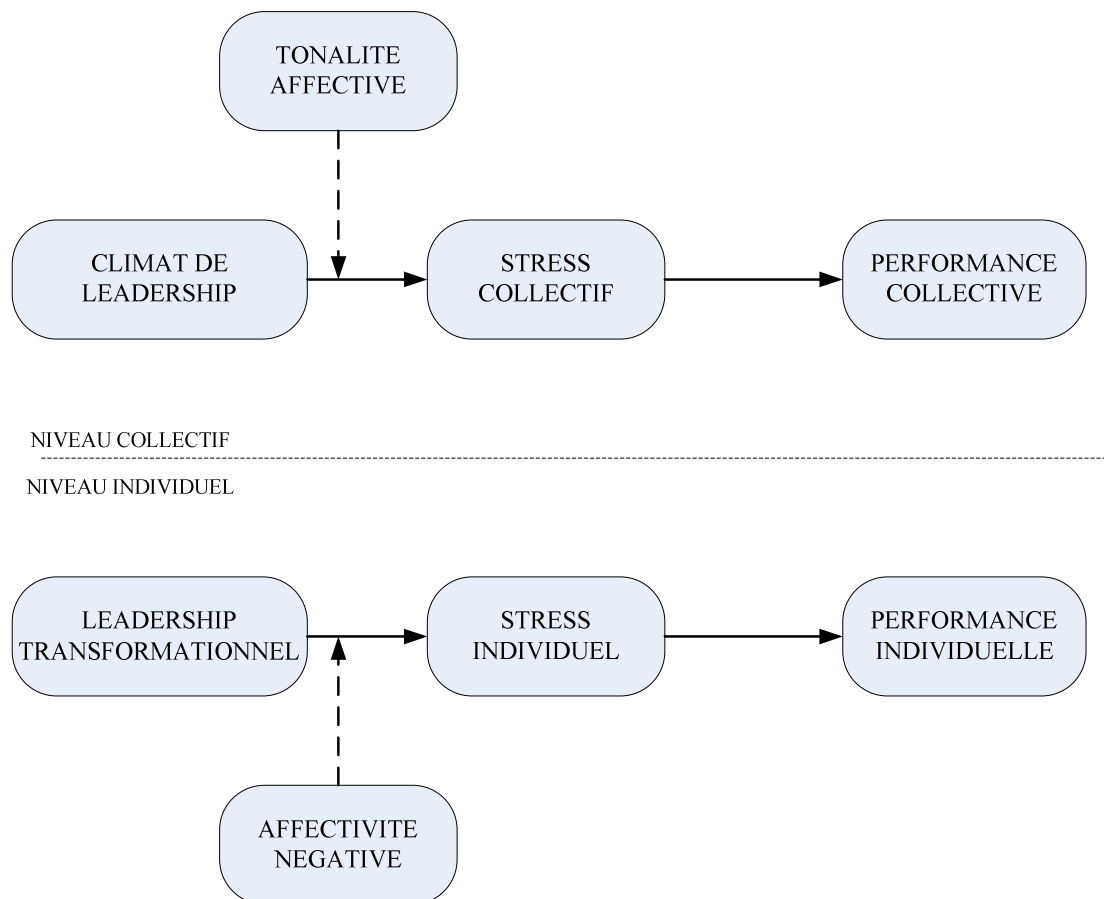 TONALITE
AFFECTIVE
CLIMAT DE
LEADERSHIP
STRESS
COLLECTIF
PERFORMANCE
COLLECTIVE
NIVEAU COLLECTIF
NIVEAU INDIVIDUEL
LEADERSHIP
TRANSFORMATIONNEL
STRESS
INDIVIDUEL
PERFORMANCE
INDIVIDUELLE
AFFECTIVITE
NEGATIVE